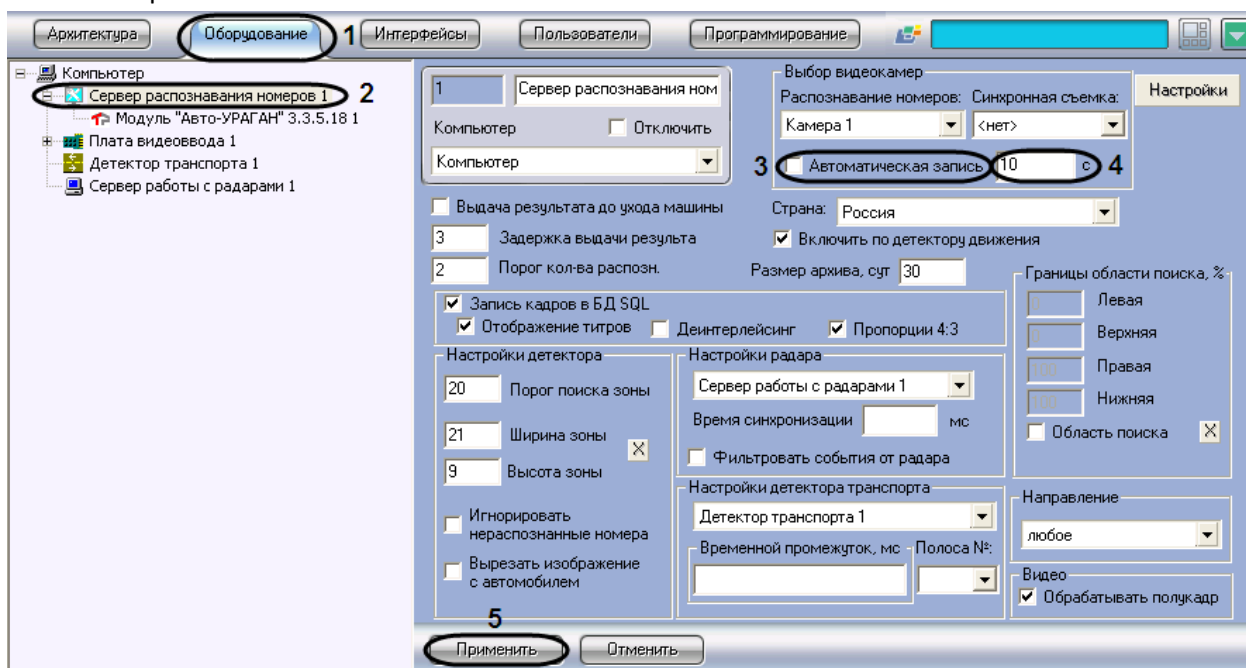 Архитектура Оборудование 1 Интерфейсы Пользователи Программирование
Компьютер
Сервер распознавания номеров 1 2
Модуль "Авто-УРАГАН" 3.3.5.18 1
Плата видеоввода 1
Детектор транспорта 1
Сервер работы с радарами 1
1 Сервер распознавания ном
Компьютер Отключить
Компьютер
Выбор видеокамер
Распознавание номеров: Синхронная съемка:
Камера 1 <нет>
3 Автоматическая запись 10 с 4
Настройки
Выдача результата до ухода машины
Страна: Россия
3 Задержка выдачи результа
Включить по детектору движения
2 Порог кол-ва распозн.
Размер архива, сут 30
Запись кадров в БД SQL
Отображение титров Деинтерлейсинг Пропорции 4:3
Границы области поиска, %
0 Левая
0 Верхняя
100 Правая
100 Нижняя
Область поиска X
Настройки детектора
20 Порог поиска зоны
21 Ширина зоны
X
9 Высота зоны
Игнорировать
нераспознанные номера
Вырезать изображение
с автомобилем
Настройки радара
Сервер работы с радарами 1
Время синхронизации мс
Фильтровать события от радара
Настройки детектора транспорта
Детектор транспорта 1
Временной промежуток, мс Полоса №:
Направление
любое
Видео
Обрабатывать полукадр
5
Применить Отменить